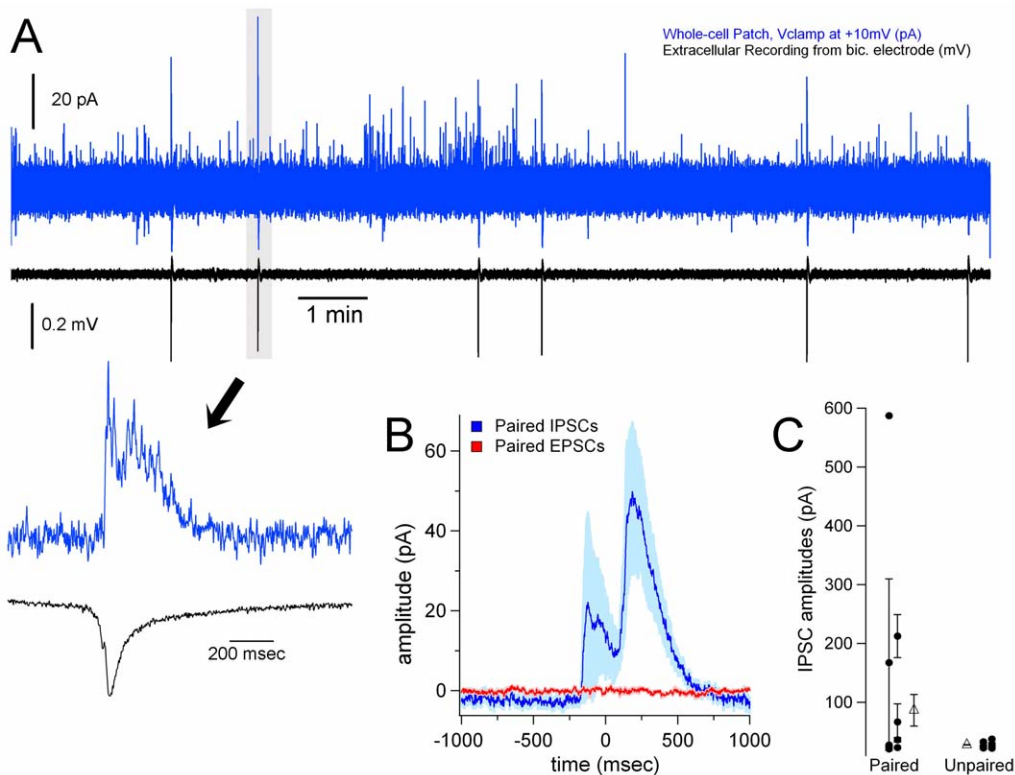 A
Whole-cell Patch, Vclamp at +10mV (pA)
Extracellular Recording from bic. electrode (mV)
20 pA
0.2 mV
1 min
200 msec
B
Paired IPSCs
Paired EPSCs
60
40
20
0
amplitude (pA)
-1000
-500
0
500
1000
time (msec)
C
600
500
400
300
200
100
IPSC amplitudes (pA)
Paired
Unpaired